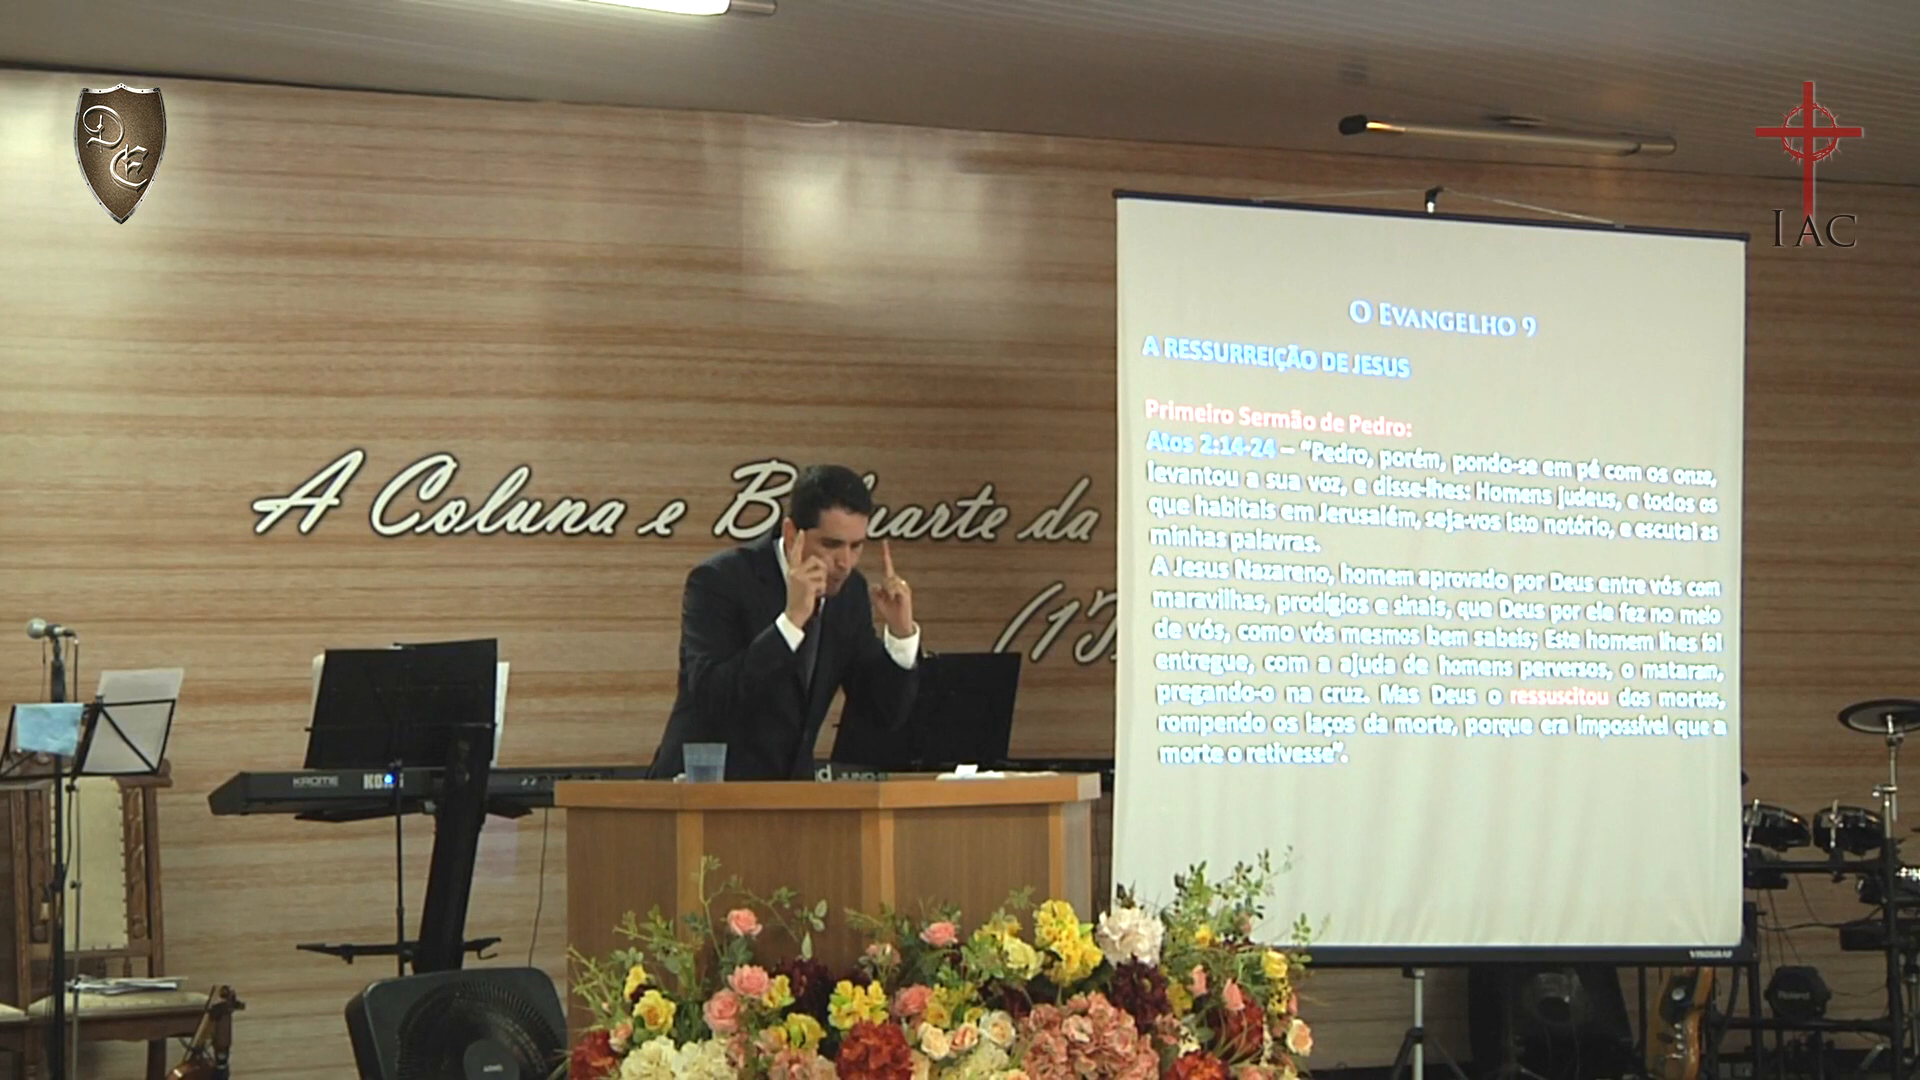 DE
IAC
O EVANGELHO 9
A RESSURREIÇÃO DE JESUS
Primeiro Sermão de Pedro:
Atos 2:14-24 – “Pedro, porém, pondo-se em pé com os onze,
levantou a sua voz, e disse-lhes: Homens judeus, e todos os
que habitais em Jerusalém, seja-vos isto notório, e escutai as
minhas palavras.
A Jesus Nazareno, homem aprovado por Deus entre vós com
maravilhas, prodígios e sinais, que Deus por ele fez no meio
de vós, como vós mesmos bem sabeis; Este homem lhes foi
entregue, com a ajuda de homens perversos, o mataram,
pregando-o na cruz. Mas Deus o ressuscitou dos mortos,
rompendo os laços da morte, porque era impossível que a
morte o retivesse”.
A Coluna e B luarte da
(1T
KROME KORG
JUNO-
VISOGRAF
Roland